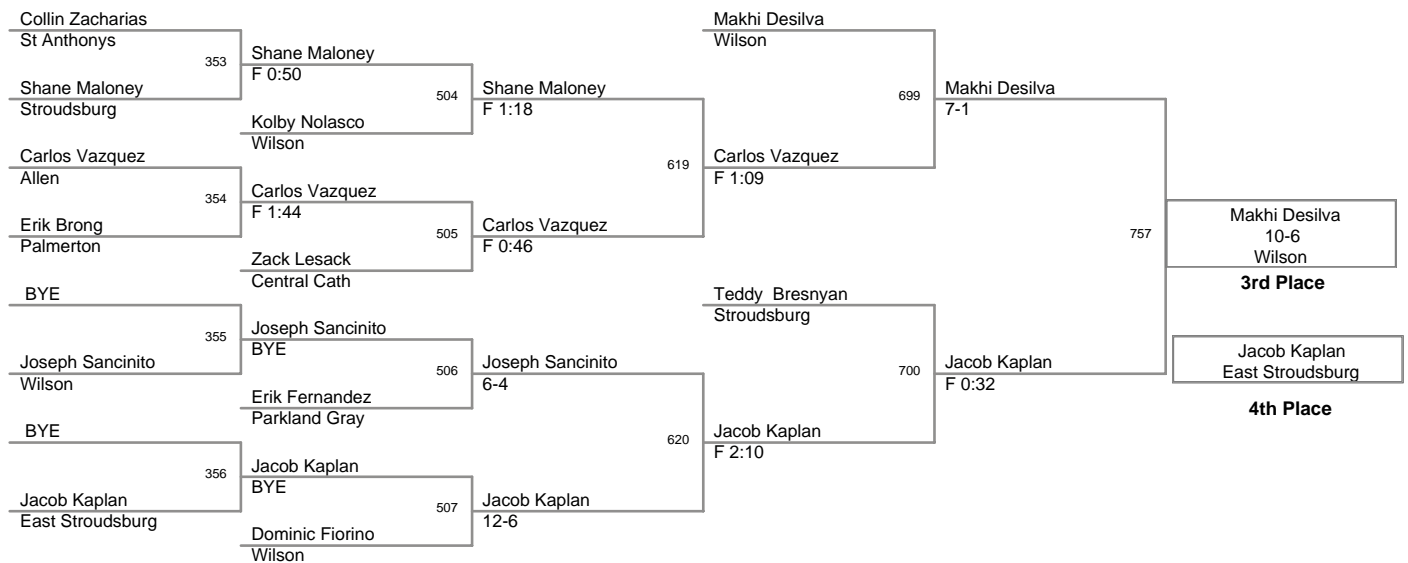 Collin Zacharias
St Anthonys
353
Shane Maloney
Stroudsburg
Carlos Vazquez
Allen
354
Erik Brong
Palmerton
BYE
355
Joseph Sancinito
Wilson
BYE
356
Jacob Kaplan
East Stroudsburg
Shane Maloney
F 0:50
504
Kolby Nolasco
Wilson
Carlos Vazquez
F 1:44
505
Zack Lesack
Central Cath
Joseph Sancinito
BYE
506
Erik Fernandez
Parkland Gray
Jacob Kaplan
BYE
507
Dominic Fiorino
Wilson
Shane Maloney
F 1:18
619
Carlos Vazquez
F 0:46
Joseph Sancinito
6-4
620
Jacob Kaplan
12-6
Makhi Desilva
Wilson
699
Carlos Vazquez
F 1:09
Teddy Bresnyan
Stroudsburg
700
Jacob Kaplan
F 2:10
Makhi Desilva
7-1
757
Jacob Kaplan
F 0:32
Makhi Desilva
10-6
Wilson
3rd Place
Jacob Kaplan
East Stroudsburg
4th Place